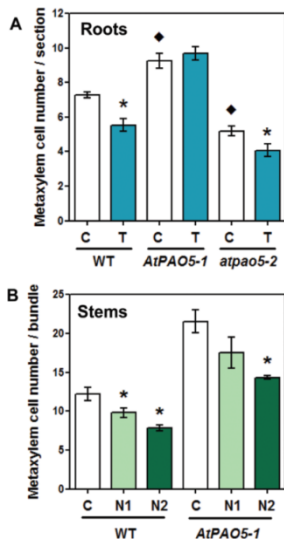 A
Roots
Metaxylem cell number / section
12
10
8
6
4
2
0
* ◆ ◆ *
C T C T C T
WT AtPAO5-1 atpao5-2
B
Stems
Metaxylem cell number / bundle
25
20
15
10
5
0
* * *
C N1 N2 C N1 N2
WT AtPAO5-1